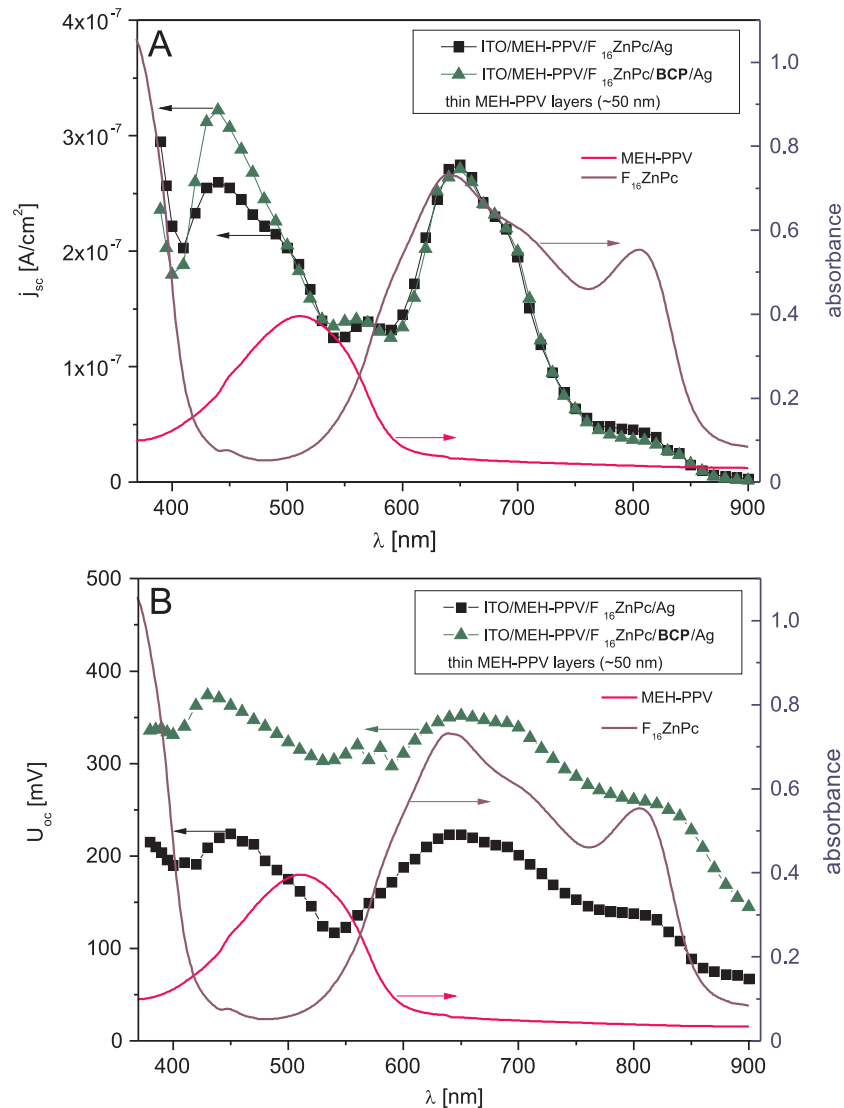 A
ITO/MEH-PPV/F₁₆ZnPc/Ag
ITO/MEH-PPV/F₁₆ZnPc/BCP/Ag
thin MEH-PPV layers (~50 nm)
MEH-PPV
F₁₆ZnPc
4x10⁻⁷
3x10⁻⁷
2x10⁻⁷
1x10⁻⁷
0
j_sc [A/cm²]
1.0
0.8
0.6
0.4
0.2
0.0
absorbance
400 500 600 700 800 900
λ [nm]
B
ITO/MEH-PPV/F₁₆ZnPc/Ag
ITO/MEH-PPV/F₁₆ZnPc/BCP/Ag
thin MEH-PPV layers (~50 nm)
MEH-PPV
F₁₆ZnPc
500
400
300
200
100
0
U_oc [mV]
1.0
0.8
0.6
0.4
0.2
0.0
absorbance
400 500 600 700 800 900
λ [nm]